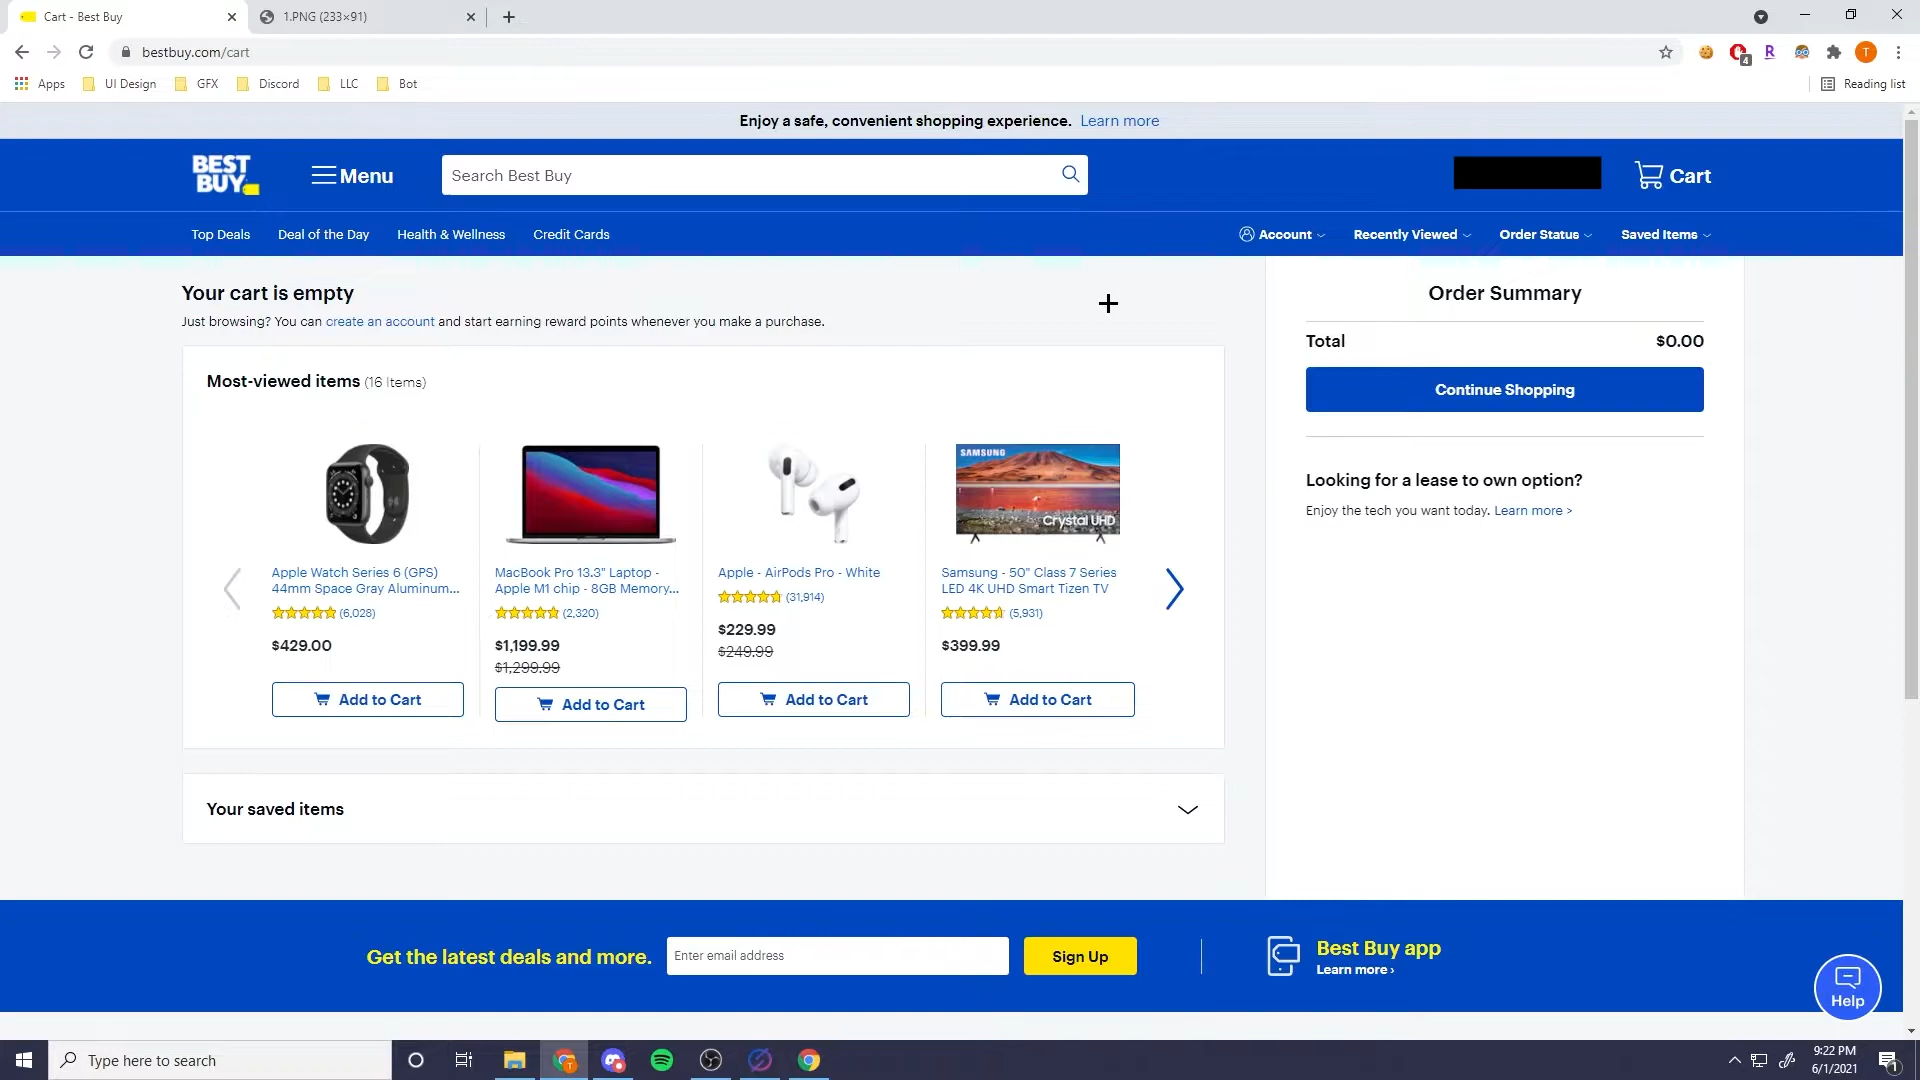 Cart - Best Buy
1.PNG (233×91)
bestbuy.com/cart
4
R
T
Apps
UI Design
GFX
Discord
LLC
Bot
Reading list
Enjoy a safe, convenient shopping experience. Learn more
BEST
BUY
Menu
Search Best Buy
Cart
Top Deals
Deal of the Day
Health & Wellness
Credit Cards
Account
Recently Viewed
Order Status
Saved Items
Your cart is empty
Just browsing? You can create an account and start earning reward points whenever you make a purchase.
Most-viewed items (16 Items)
SAMSUNG
Crystal UHD
Apple Watch Series 6 (GPS)
44mm Space Gray Aluminum...
(6,028)
$429.00
Add to Cart
MacBook Pro 13.3" Laptop -
Apple M1 chip - 8GB Memory...
(2,320)
$1,199.99
$1,299.99
Add to Cart
Apple - AirPods Pro - White
(31,914)
$229.99
$249.99
Add to Cart
Samsung - 50" Class 7 Series
LED 4K UHD Smart Tizen TV
(5,931)
$399.99
Add to Cart
Your saved items
Order Summary
Total $0.00
Continue Shopping
Looking for a lease to own option?
Enjoy the tech you want today. Learn more >
Get the latest deals and more.
Enter email address
Sign Up
Best Buy app
Learn more ›
Help
Type here to search
T
9:22 PM
6/1/2021
1